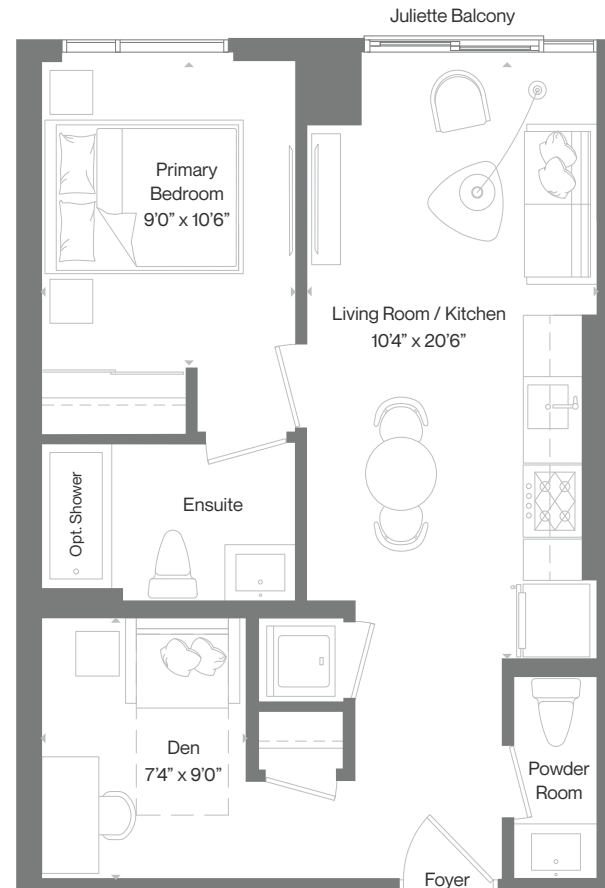 Juliette Balcony
Primary
Bedroom
9’0” x 10’6”
Living Room / Kitchen
10’4” x 20’6”
Opt. Shower
Ensuite
Den
7’4” x 9’0”
Powder
Room
Foyer